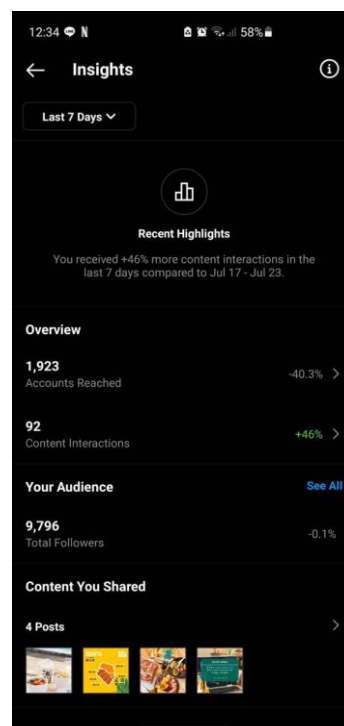 12:34 58%
Insights
Last 7 Days
Recent Highlights
You received +46% more content interactions in the
last 7 days compared to Jul 17 - Jul 23.
Overview
1,923
Accounts Reached
-40.3%
92
Content Interactions
+46%
Your Audience See All
9,796
Total Followers
-0.1%
Content You Shared
4 Posts